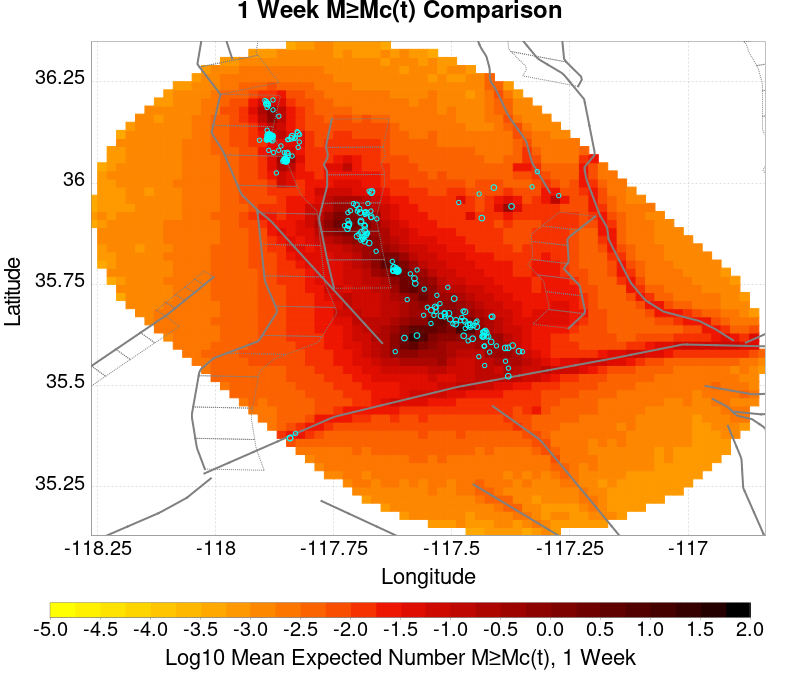 1 Week M≥Mc(t) Comparison
36.25
36
35.75
35.5
35.25
Latitude
-118.25 -118 -117.75 -117.5 -117.25 -117
Longitude
-5.0 -4.5 -4.0 -3.5 -3.0 -2.5 -2.0 -1.5 -1.0 -0.5 0.0 0.5 1.0 1.5 2.0
Log10 Mean Expected Number M≥Mc(t), 1 Week